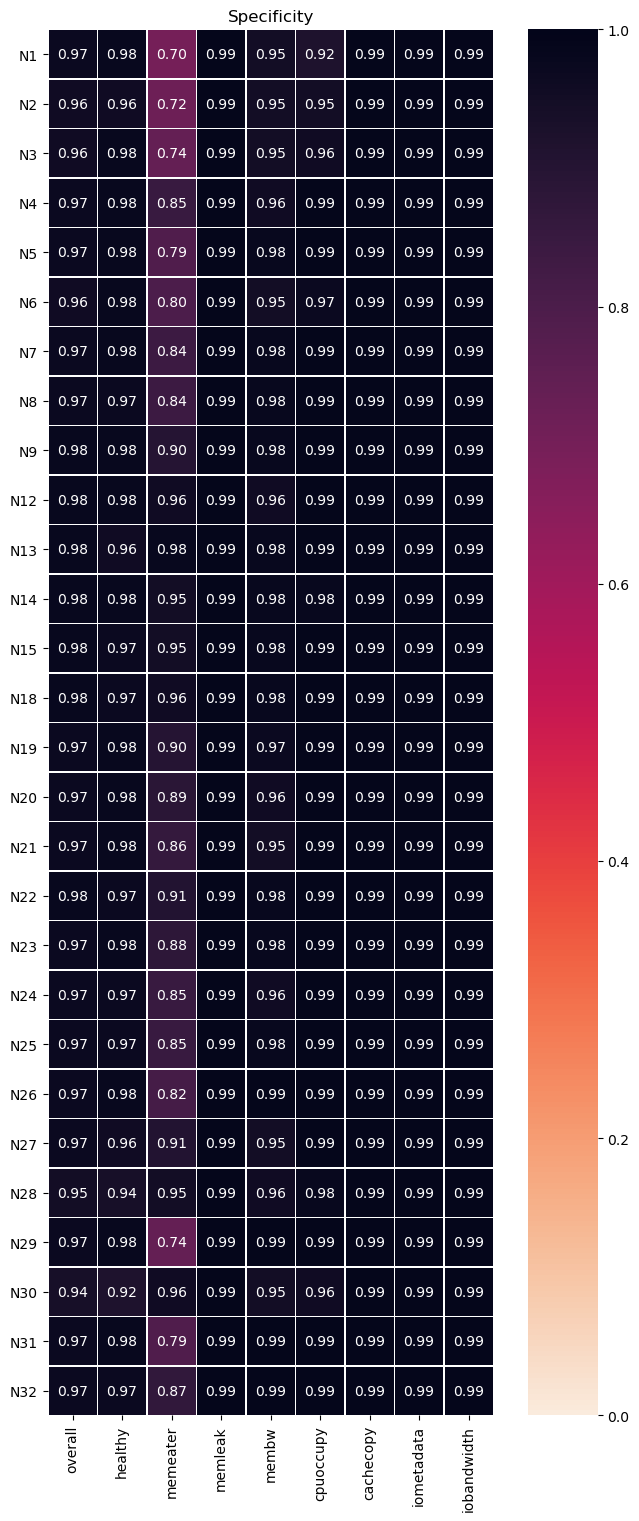 Specificity
N1 0.97 0.98 0.70 0.99 0.95 0.92 0.99 0.99 0.99
N2 0.96 0.96 0.72 0.99 0.95 0.95 0.99 0.99 0.99
N3 0.96 0.98 0.74 0.99 0.95 0.96 0.99 0.99 0.99
N4 0.97 0.98 0.85 0.99 0.96 0.99 0.99 0.99 0.99
N5 0.97 0.98 0.79 0.99 0.98 0.99 0.99 0.99 0.99
N6 0.96 0.98 0.80 0.99 0.95 0.97 0.99 0.99 0.99
N7 0.97 0.98 0.84 0.99 0.98 0.99 0.99 0.99 0.99
N8 0.97 0.97 0.84 0.99 0.98 0.99 0.99 0.99 0.99
N9 0.98 0.98 0.90 0.99 0.98 0.99 0.99 0.99 0.99
N12 0.98 0.98 0.96 0.99 0.96 0.99 0.99 0.99 0.99
N13 0.98 0.96 0.98 0.99 0.98 0.99 0.99 0.99 0.99
N14 0.98 0.98 0.95 0.99 0.98 0.98 0.99 0.99 0.99
N15 0.98 0.97 0.95 0.99 0.98 0.99 0.99 0.99 0.99
N18 0.98 0.97 0.96 0.99 0.98 0.99 0.99 0.99 0.99
N19 0.97 0.98 0.90 0.99 0.97 0.99 0.99 0.99 0.99
N20 0.97 0.98 0.89 0.99 0.96 0.99 0.99 0.99 0.99
N21 0.97 0.98 0.86 0.99 0.95 0.99 0.99 0.99 0.99
N22 0.98 0.97 0.91 0.99 0.98 0.99 0.99 0.99 0.99
N23 0.97 0.98 0.88 0.99 0.98 0.99 0.99 0.99 0.99
N24 0.97 0.97 0.85 0.99 0.96 0.99 0.99 0.99 0.99
N25 0.97 0.97 0.85 0.99 0.98 0.99 0.99 0.99 0.99
N26 0.97 0.98 0.82 0.99 0.99 0.99 0.99 0.99 0.99
N27 0.97 0.96 0.91 0.99 0.95 0.99 0.99 0.99 0.99
N28 0.95 0.94 0.95 0.99 0.96 0.98 0.99 0.99 0.99
N29 0.97 0.98 0.74 0.99 0.99 0.99 0.99 0.99 0.99
N30 0.94 0.92 0.96 0.99 0.95 0.96 0.99 0.99 0.99
N31 0.97 0.98 0.79 0.99 0.99 0.99 0.99 0.99 0.99
N32 0.97 0.97 0.87 0.99 0.99 0.99 0.99 0.99 0.99
overall
healthy
memeater
memleak
membw
cpuoccupy
cachecopy
iometadata
iobandwidth
1.0
0.8
0.6
0.4
0.2
0.0